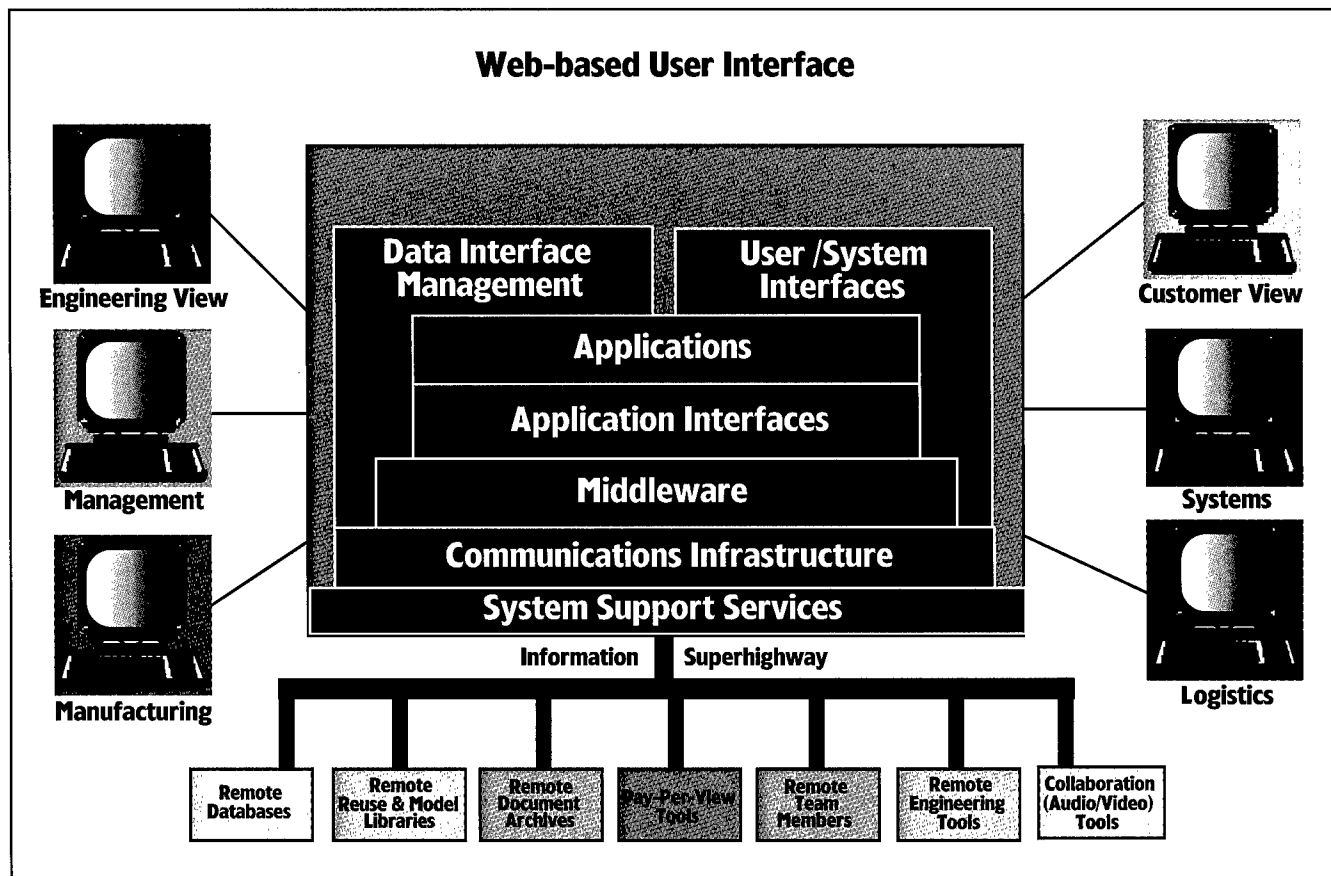 Web-based User Interface
Engineering View
Management
Manufacturing
Data Interface
Management
User /System
Interfaces
Applications
Application Interfaces
Middleware
Communications Infrastructure
System Support Services
Customer View
Systems
Logistics
Information Superhighway
Remote
Databases
Remote
Reuse & Model
Libraries
Remote
Document
Archives
Pay-Per-View
Tools
Remote
Team
Members
Remote
Engineering
Tools
Collaboration
(Audio/Video)
Tools